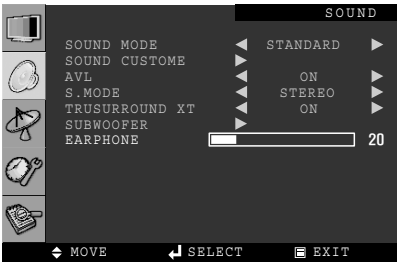 SOUND
SOUND MODE STANDARD
SOUND CUSTOME
AVL ON
S.MODE STEREO
TRUSURROUND XT ON
SUBWOOFER
EARPHONE 20
MOVE SELECT EXIT